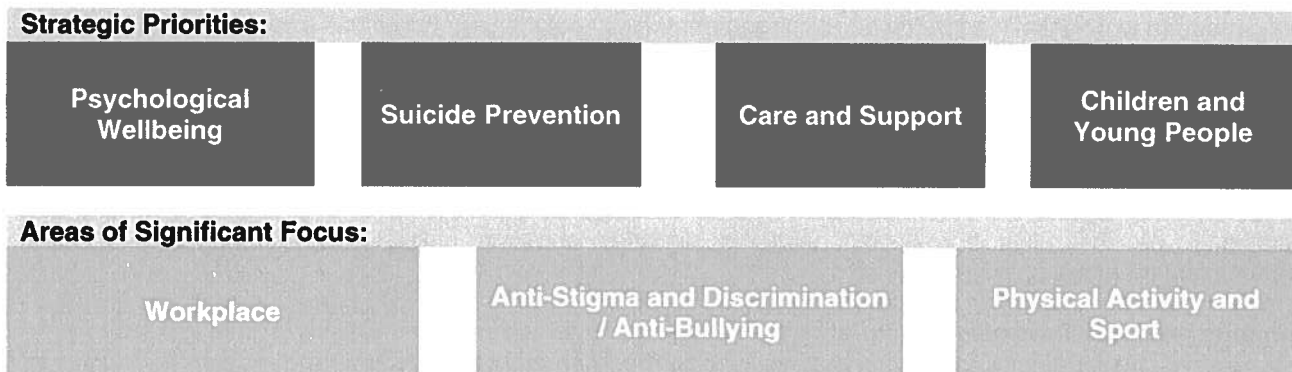 Strategic Priorities:
Psychological
Wellbeing
Suicide Prevention
Care and Support
Children and
Young People
Areas of Significant Focus:
Workplace
Anti-Stigma and Discrimination
/ Anti-Bullying
Physical Activity and
Sport